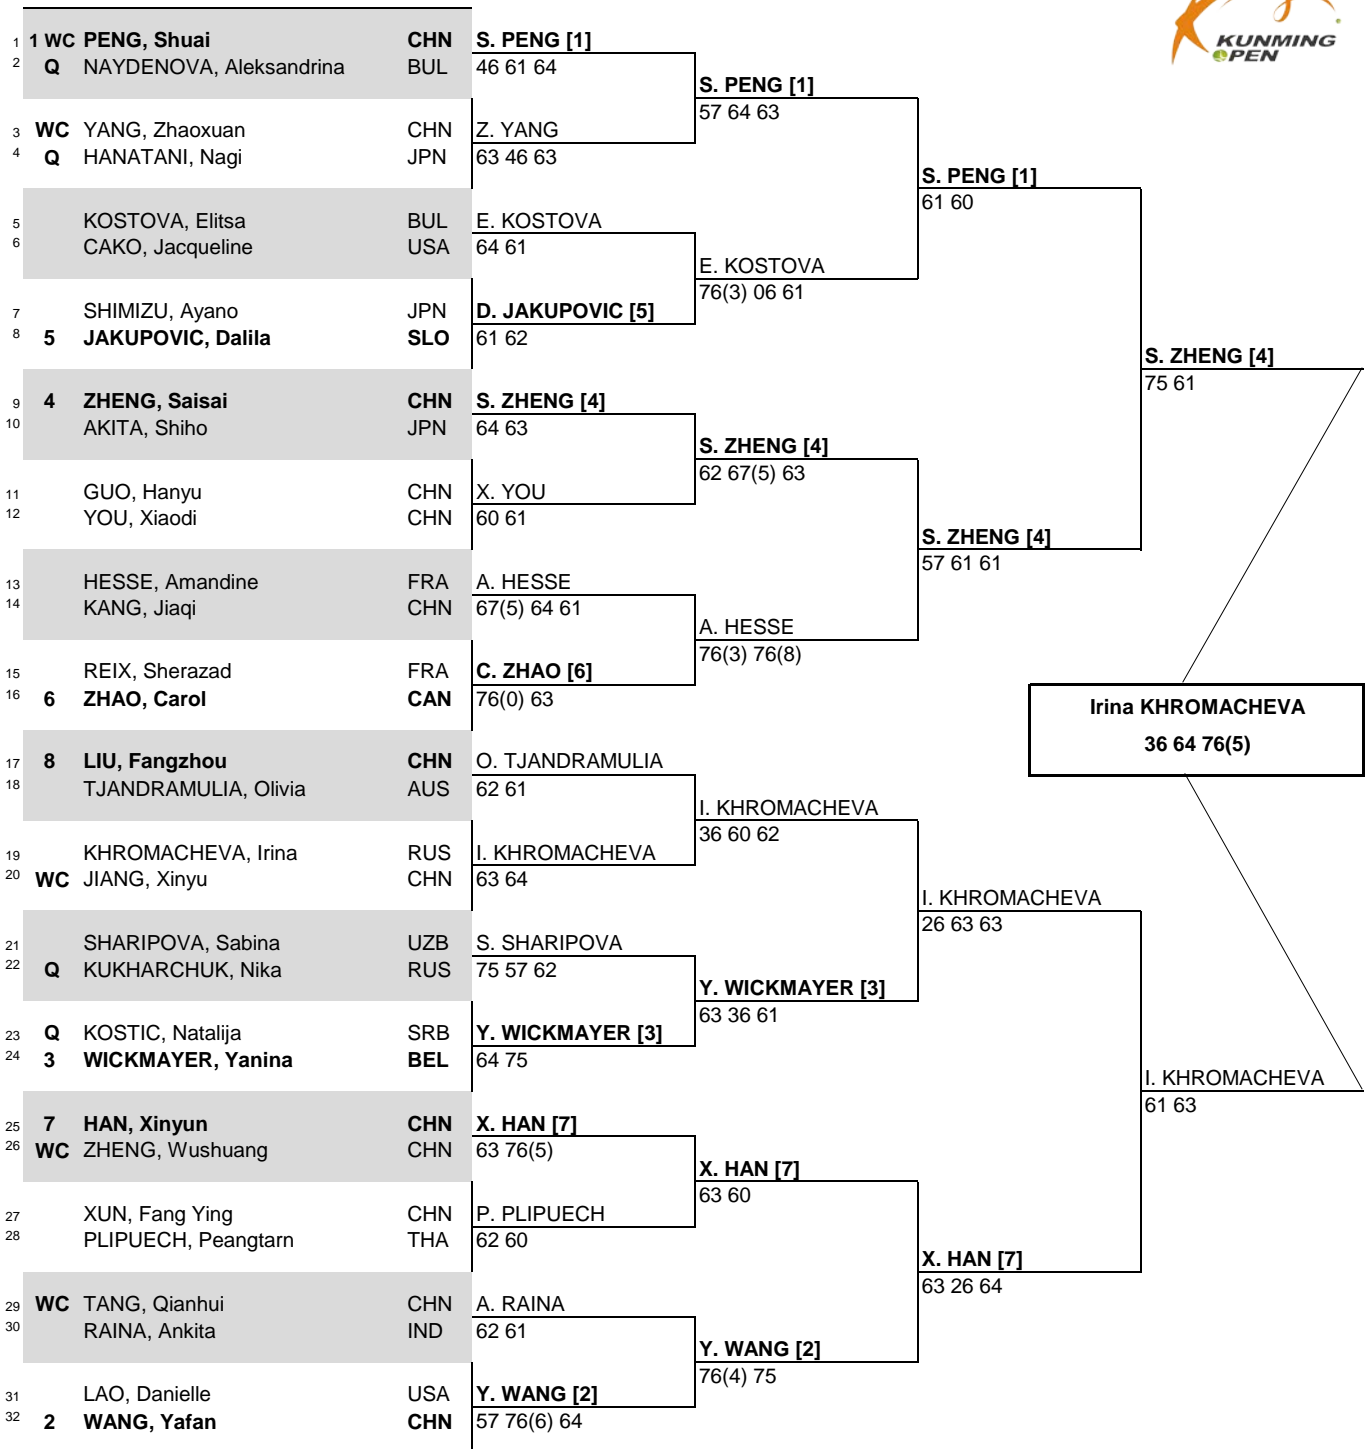 KUNMING
OPEN
1 1 WC PENG, Shuai CHN S. PENG [1]
2 Q NAYDENOVA, Aleksandrina BUL 46 61 64
S. PENG [1]
57 64 63
3 WC YANG, Zhaoxuan CHN Z. YANG
4 Q HANATANI, Nagi JPN 63 46 63
S. PENG [1]
61 60
5 KOSTOVA, Elitsa BUL E. KOSTOVA
6 CAKO, Jacqueline USA 64 61
E. KOSTOVA
76(3) 06 61
7 SHIMIZU, Ayano JPN D. JAKUPOVIC [5]
8 5 JAKUPOVIC, Dalila SLO 61 62
S. ZHENG [4]
75 61
9 4 ZHENG, Saisai CHN S. ZHENG [4]
10 AKITA, Shiho JPN 64 63
S. ZHENG [4]
62 67(5) 63
11 GUO, Hanyu CHN X. YOU
12 YOU, Xiaodi CHN 60 61
S. ZHENG [4]
57 61 61
13 HESSE, Amandine FRA A. HESSE
14 KANG, Jiaqi CHN 67(5) 64 61
A. HESSE
76(3) 76(8)
15 REIX, Sherazad FRA C. ZHAO [6]
16 6 ZHAO, Carol CAN 76(0) 63
Irina KHROMACHEVA
36 64 76(5)
17 8 LIU, Fangzhou CHN O. TJANDRAMULIA
18 TJANDRAMULIA, Olivia AUS 62 61
I. KHROMACHEVA
36 60 62
19 KHROMACHEVA, Irina RUS I. KHROMACHEVA
20 WC JIANG, Xinyu CHN 63 64
I. KHROMACHEVA
26 63 63
21 SHARIPOVA, Sabina UZB S. SHARIPOVA
22 Q KUKHARCHUK, Nika RUS 75 57 62
Y. WICKMAYER [3]
63 36 61
23 Q KOSTIC, Natalija SRB Y. WICKMAYER [3]
24 3 WICKMAYER, Yanina BEL 64 75
I. KHROMACHEVA
61 63
25 7 HAN, Xinyun CHN X. HAN [7]
26 WC ZHENG, Wushuang CHN 63 76(5)
X. HAN [7]
63 60
27 XUN, Fang Ying CHN P. PLIPUECH
28 PLIPUECH, Peangtarn THA 62 60
X. HAN [7]
63 26 64
29 WC TANG, Qianhui CHN A. RAINA
30 RAINA, Ankita IND 62 61
Y. WANG [2]
76(4) 75
31 LAO, Danielle USA Y. WANG [2]
32 2 WANG, Yafan CHN 57 76(6) 64